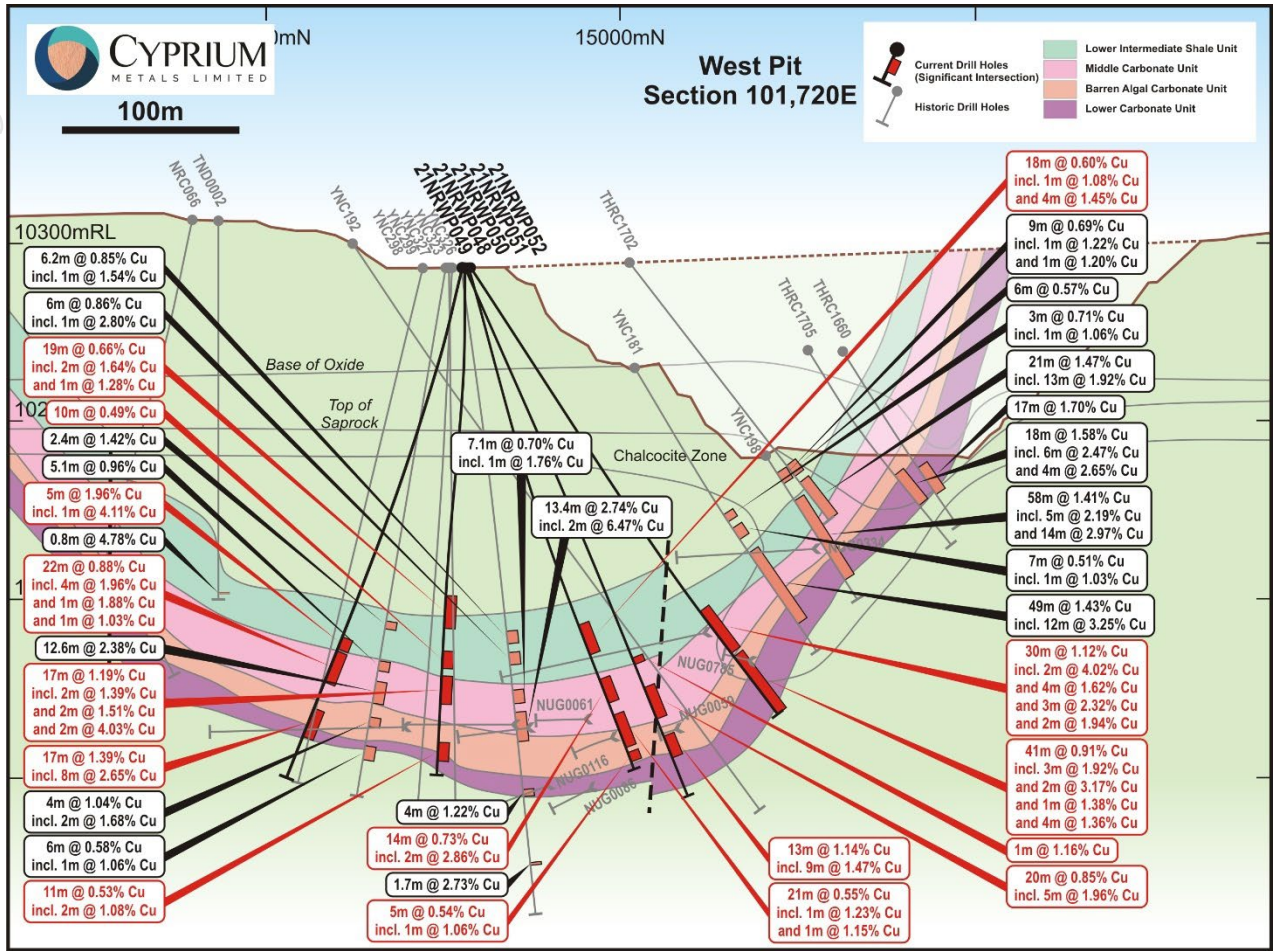 CYPRIUM
METALS LIMITED
100m
0mN
15000mN
West Pit
Section 101,720E
Current Drill Holes
(Significant Intersection)
Historic Drill Holes
Lower Intermediate Shale Unit
Middle Carbonate Unit
Barren Algal Carbonate Unit
Lower Carbonate Unit
NRC066
TND0002
YNC192
YNC298
YNC299
YNC327
YNC323
YNC326
21NRWP049
21NRWP048
21NRWP050
21NRWP051
21NRWP052
THRC1702
YNC181
THRC1705
THRC1660
YNC198
10300mRL
102
1
Base of Oxide
Top of
Saprock
Chalcocite Zone
6.2m @ 0.85% Cu
incl. 1m @ 1.54% Cu
6m @ 0.86% Cu
incl. 1m @ 2.80% Cu
19m @ 0.66% Cu
incl. 2m @ 1.64% Cu
and 1m @ 1.28% Cu
10m @ 0.49% Cu
2.4m @ 1.42% Cu
5.1m @ 0.96% Cu
5m @ 1.96% Cu
incl. 1m @ 4.11% Cu
0.8m @ 4.78% Cu
22m @ 0.88% Cu
incl. 4m @ 1.96% Cu
and 1m @ 1.88% Cu
and 1m @ 1.03% Cu
12.6m @ 2.38% Cu
17m @ 1.19% Cu
and 2m @ 1.39% Cu
and 2m @ 1.51% Cu
and 2m @ 4.03% Cu
17m @ 1.39% Cu
incl. 8m @ 2.65% Cu
4m @ 1.04% Cu
incl. 2m @ 1.68% Cu
6m @ 0.58% Cu
incl. 1m @ 1.06% Cu
11m @ 0.53% Cu
incl. 2m @ 1.08% Cu
7.1m @ 0.70% Cu
incl. 1m @ 1.76% Cu
13.4m @ 2.74% Cu
incl. 2m @ 6.47% Cu
NUG0334
NUG0785
NUG0061
NUG0059
NUG0116
NUG0086
4m @ 1.22% Cu
14m @ 0.73% Cu
incl. 2m @ 2.86% Cu
1.7m @ 2.73% Cu
5m @ 0.54% Cu
incl. 1m @ 1.06% Cu
13m @ 1.14% Cu
incl. 9m @ 1.47% Cu
21m @ 0.55% Cu
incl. 1m @ 1.23% Cu
and 1m @ 1.15% Cu
18m @ 0.60% Cu
incl. 1m @ 1.08% Cu
and 4m @ 1.45% Cu
9m @ 0.69% Cu
incl. 1m @ 1.22% Cu
and 1m @ 1.20% Cu
6m @ 0.57% Cu
3m @ 0.71% Cu
incl. 1m @ 1.06% Cu
21m @ 1.47% Cu
incl. 13m @ 1.92% Cu
17m @ 1.70% Cu
18m @ 1.58% Cu
incl. 6m @ 2.47% Cu
and 4m @ 2.65% Cu
58m @ 1.41% Cu
incl. 5m @ 2.19% Cu
and 14m @ 2.97% Cu
7m @ 0.51% Cu
incl. 1m @ 1.03% Cu
49m @ 1.43% Cu
incl. 12m @ 3.25% Cu
30m @ 1.12% Cu
incl. 2m @ 4.02% Cu
and 4m @ 1.62% Cu
and 3m @ 2.32% Cu
and 2m @ 1.94% Cu
41m @ 0.91% Cu
incl. 3m @ 1.92% Cu
and 2m @ 3.17% Cu
and 1m @ 1.38% Cu
and 4m @ 1.36% Cu
1m @ 1.16% Cu
20m @ 0.85% Cu
incl. 5m @ 1.96% Cu